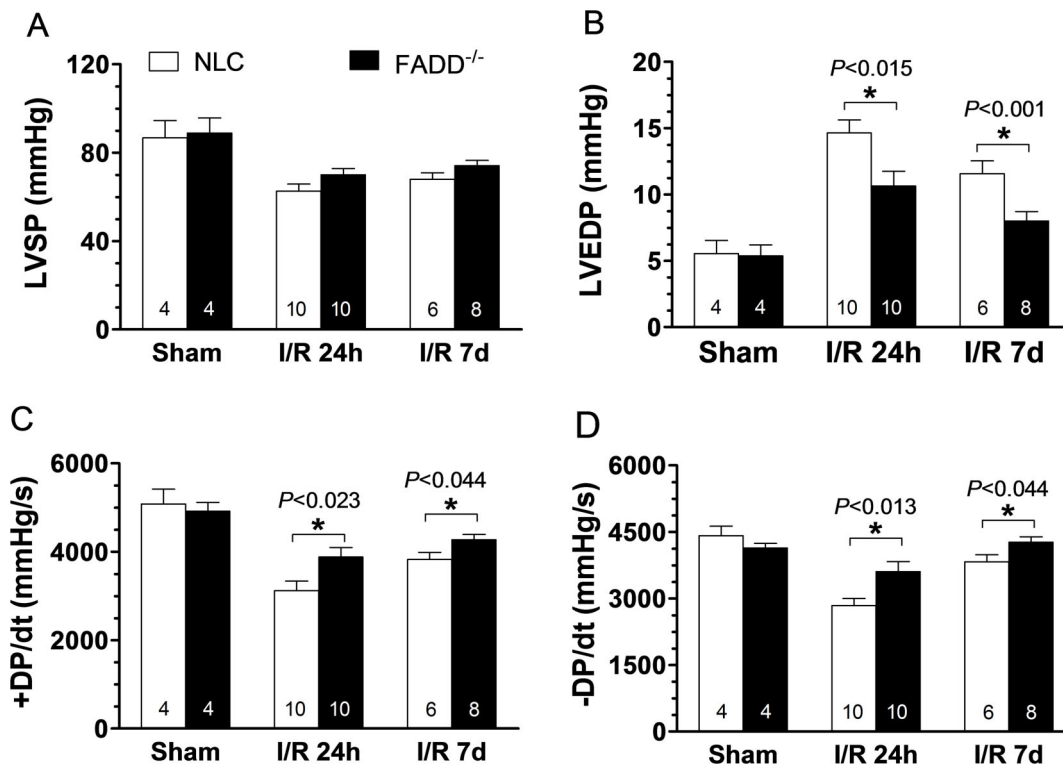 A
NLC
FADD-/-
LVSP (mmHg)
120
80
40
0
4
4
10
10
6
8
Sham
I/R 24h
I/R 7d
B
LVEDP (mmHg)
20
15
10
5
0
P<0.015
*
P<0.001
*
4
4
10
10
6
8
Sham
I/R 24h
I/R 7d
C
+DP/dt (mmHg/s)
6000
4000
2000
0
P<0.023
*
P<0.044
*
4
4
10
10
6
8
Sham
I/R 24h
I/R 7d
D
-DP/dt (mmHg/s)
6000
4500
3000
1500
0
P<0.013
*
P<0.044
*
4
4
10
10
6
8
Sham
I/R 24h
I/R 7d